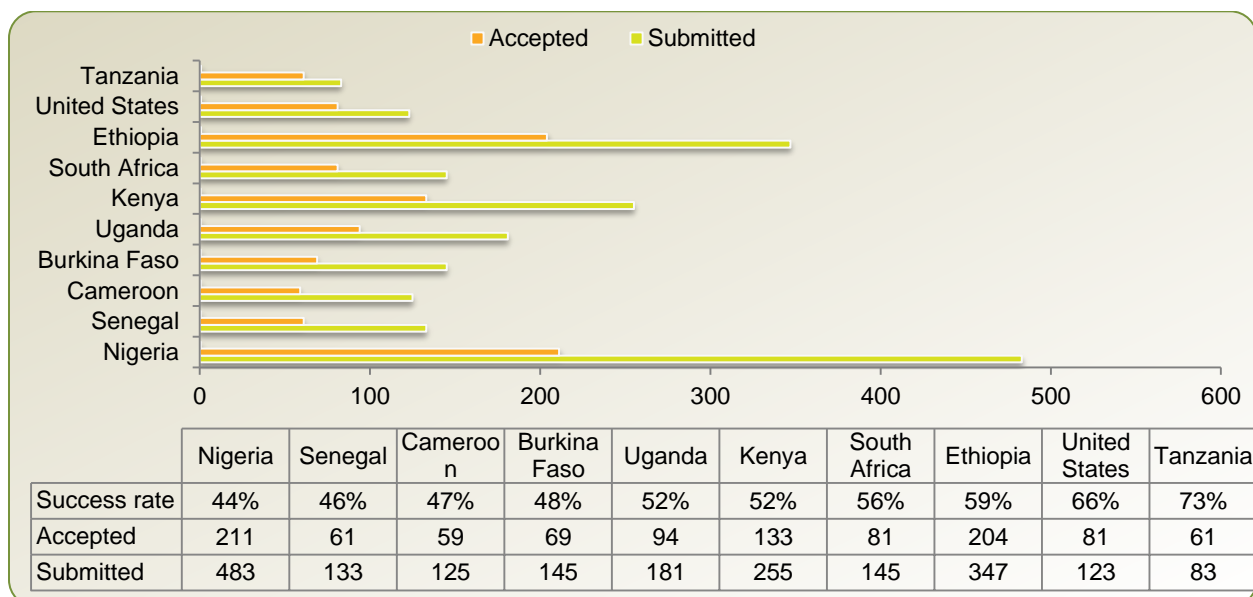 Accepted Submitted
Tanzania
United States
Ethiopia
South Africa
Kenya
Uganda
Burkina Faso
Cameroon
Senegal
Nigeria
0 100 200 300 400 500 600
Nigeria Senegal Cameroo
n Burkina
Faso Uganda Kenya South
Africa Ethiopia United
States Tanzania
Success rate 44% 46% 47% 48% 52% 52% 56% 59% 66% 73%
Accepted 211 61 59 69 94 133 81 204 81 61
Submitted 483 133 125 145 181 255 145 347 123 83